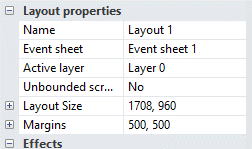 Layout properties
Name Layout 1
Event sheet Event sheet 1
Active layer Layer 0
Unbounded scr... No
Layout Size 1708, 960
Margins 500, 500
Effects